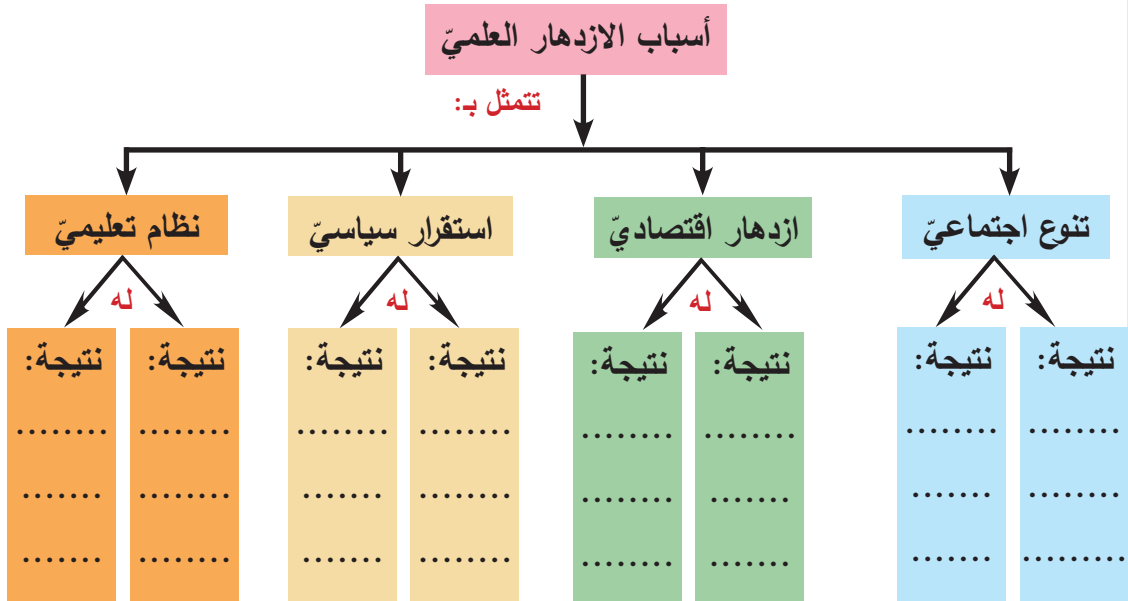 أسباب الازدهار العلميّ
تتمثل بـ:
تنوع اجتماعيّ
ازدهار اقتصاديّ
استقرار سياسيّ
نظام تعليميّ
له
له
له
له
نتيجة:
نتيجة:
نتيجة:
نتيجة:
نتيجة:
نتيجة:
نتيجة:
نتيجة: